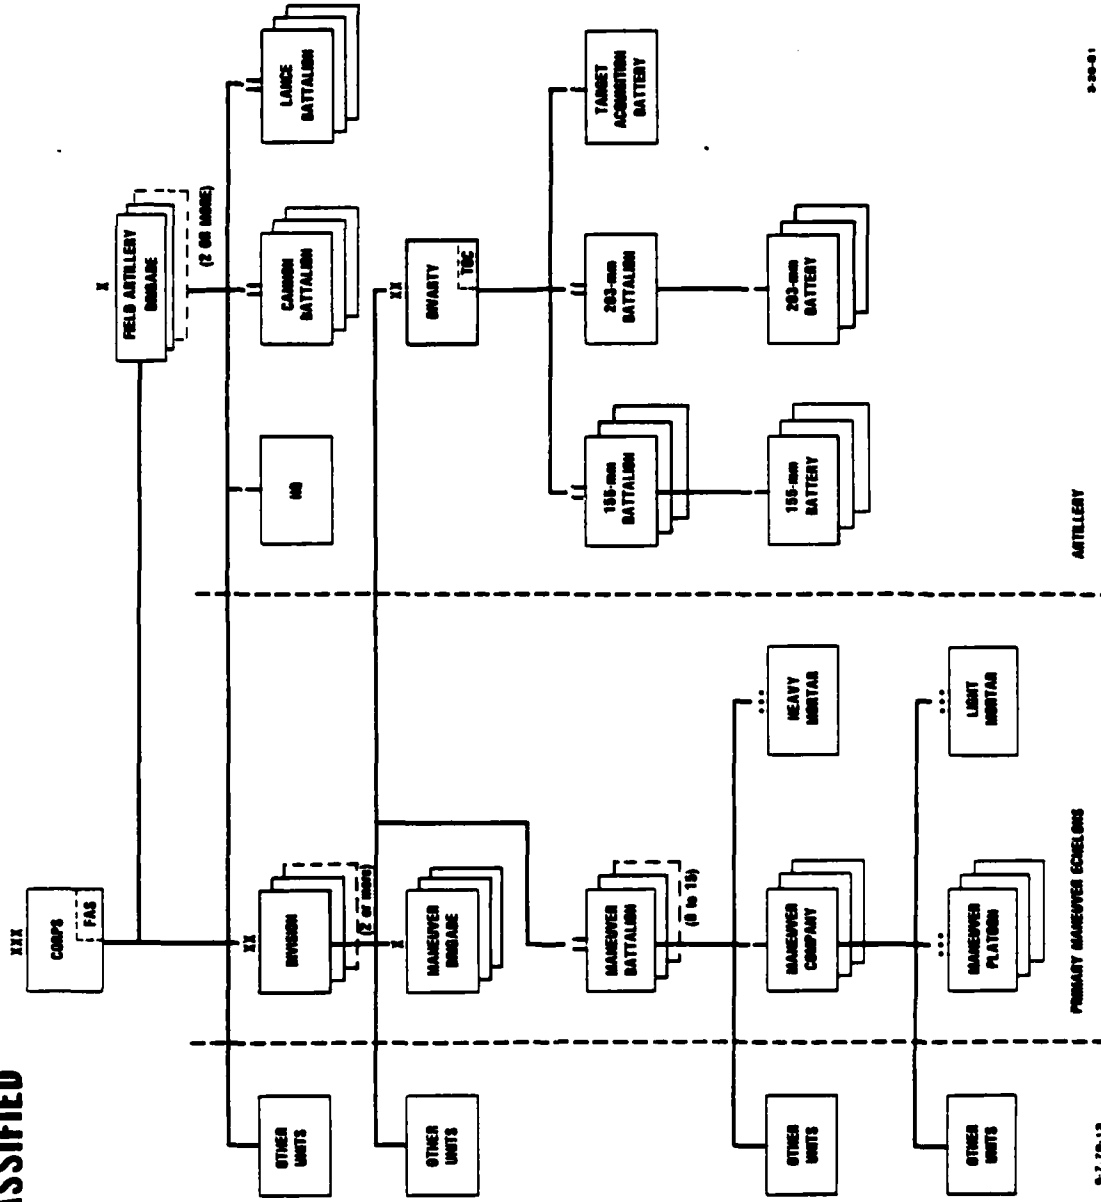 ASSIFIED
XXX
CORPS
FAS
X
FIELD ARTILLERY
BRIGADE
(2 OR MORE)
OTHER
UNITS
XX
DIVISION
(2 or more)
HQ
CANNON
BATTALION
LANCE
BATTALION
OTHER
UNITS
X
MANEUVER
BRIGADE
XX
DIVARTY
TOC
MANEUVER
BATTALION
(8 to 15)
155-mm
BATTALION
203-mm
BATTALION
TARGET
ACQUISITION
BATTERY
OTHER
UNITS
MANEUVER
COMPANY
HEAVY
MORTAR
155-mm
BATTERY
203-mm
BATTERY
OTHER
UNITS
MANEUVER
PLATOON
LIGHT
MORTAR
PRIMARY MANEUVER ECHELONS
ARTILLERY